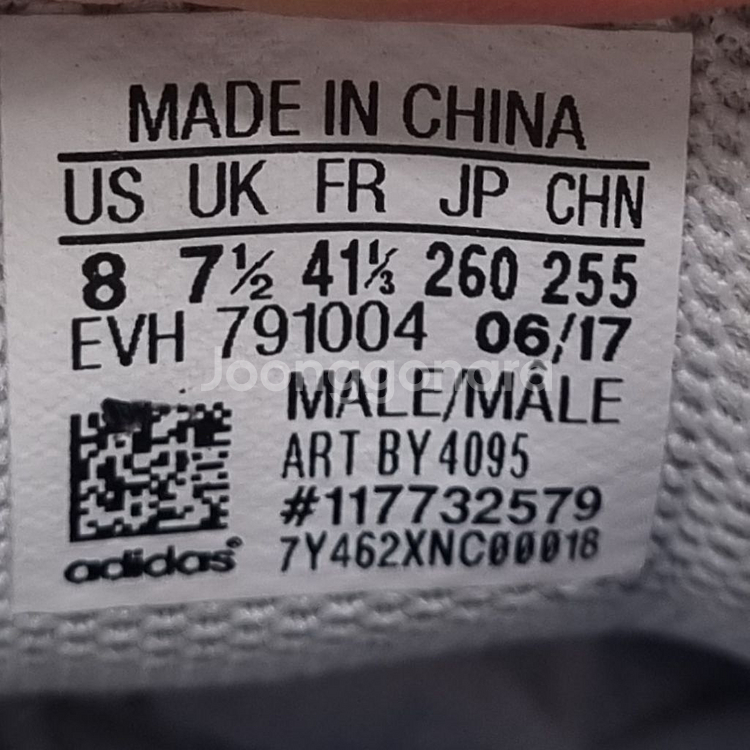 MADE IN CHINA
US UK FR JP CHN
8 7½ 41⅓ 260 255
EVH 791004 06/17
Joonggonara
MALE/MÂLE
ART BY4095
#117732579
adidas® 7Y462XNC00018